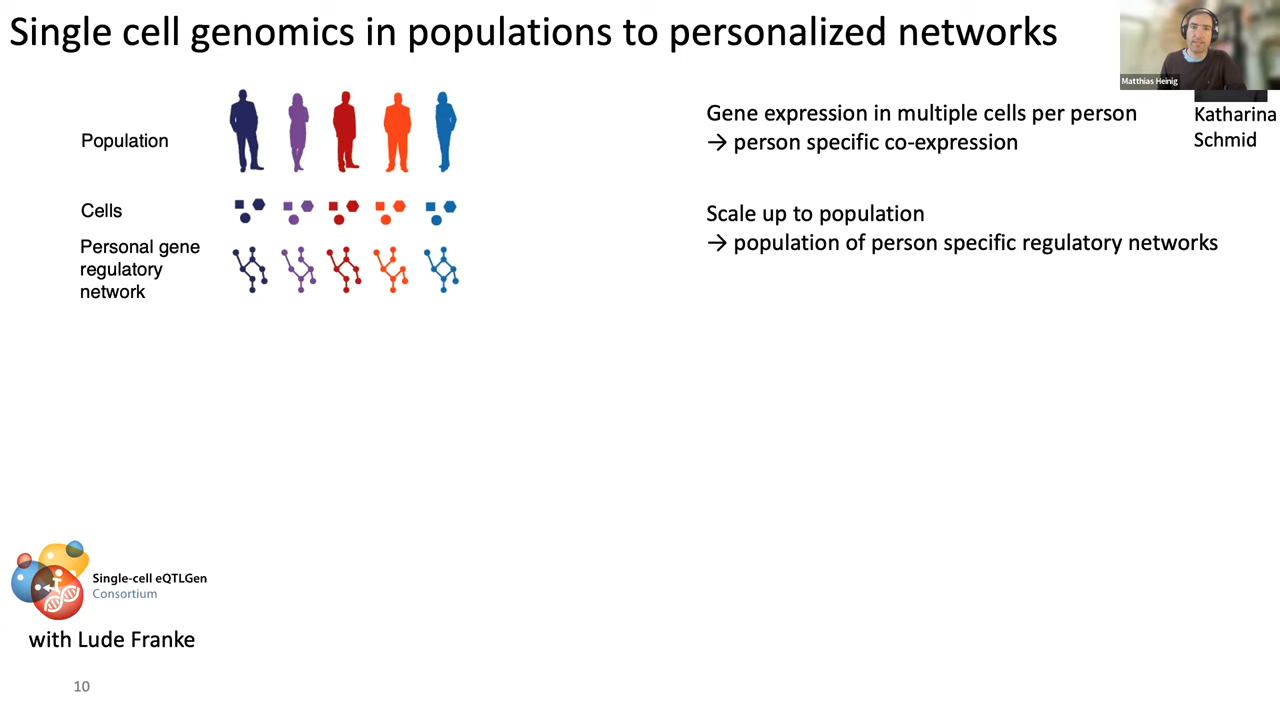 Single cell genomics in populations to personalized networks
Matthias Heinig
Population
Cells
Personal gene
regulatory
network
Gene expression in multiple cells per person
→ person specific co-expression
Katharina
Schmid
Scale up to population
→ population of person specific regulatory networks
Single-cell eQTLGen
Consortium
with Lude Franke
10